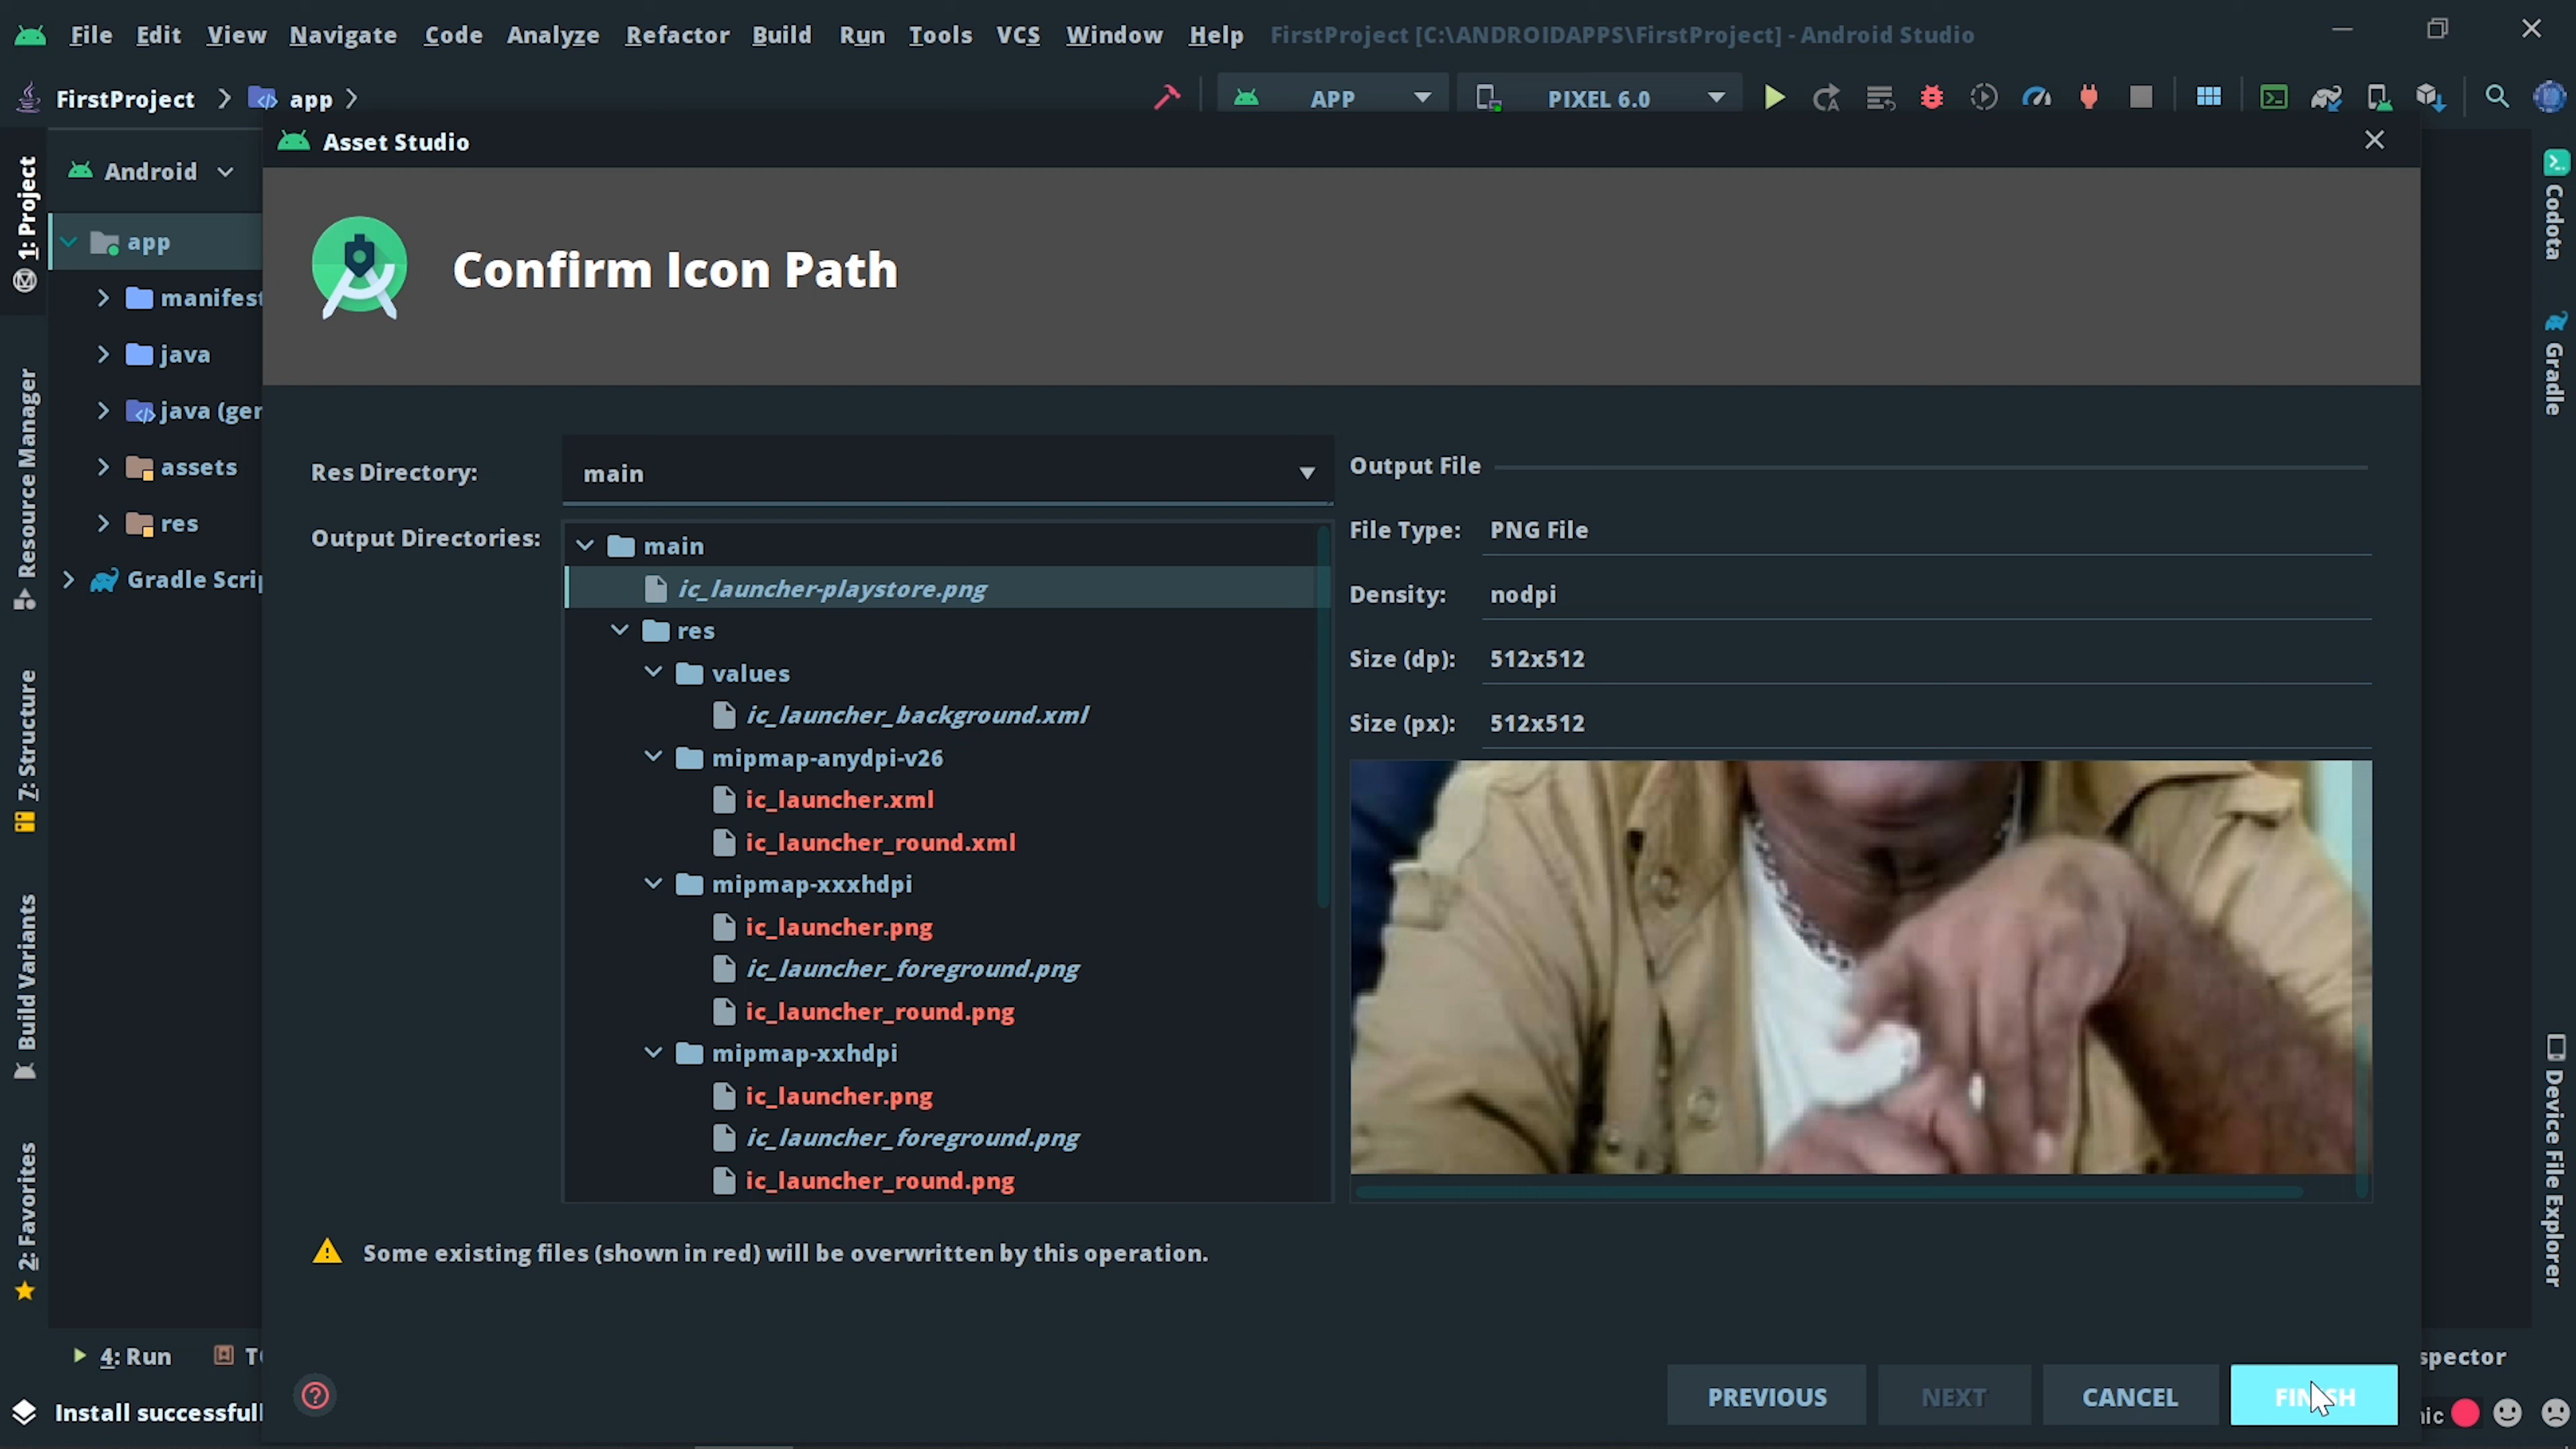 File Edit View Navigate Code Analyze Refactor Build Run Tools VCS Window Help FirstProject [C:\ANDROIDAPPS\FirstProject] - Android Studio
FirstProject app
APP
PIXEL 6.0
Asset Studio
1: Project
Resource Manager
7: Structure
Build Variants
2: Favorites
Android
app
manifest
java
java (ger
assets
res
Gradle Scrip
Confirm Icon Path
Res Directory: main
Output Directories:
main
ic_launcher-playstore.png
res
values
ic_launcher_background.xml
mipmap-anydpi-v26
ic_launcher.xml
ic_launcher_round.xml
mipmap-xxxhdpi
ic_launcher.png
ic_launcher_foreground.png
ic_launcher_round.png
mipmap-xxhdpi
ic_launcher.png
ic_launcher_foreground.png
ic_launcher_round.png
Output File
File Type: PNG File
Density: nodpi
Size (dp): 512x512
Size (px): 512x512
Some existing files (shown in red) will be overwritten by this operation.
PREVIOUS NEXT CANCEL FINISH
Codota
Gradle
Device File Explorer
4: Run
spector
Install successfull